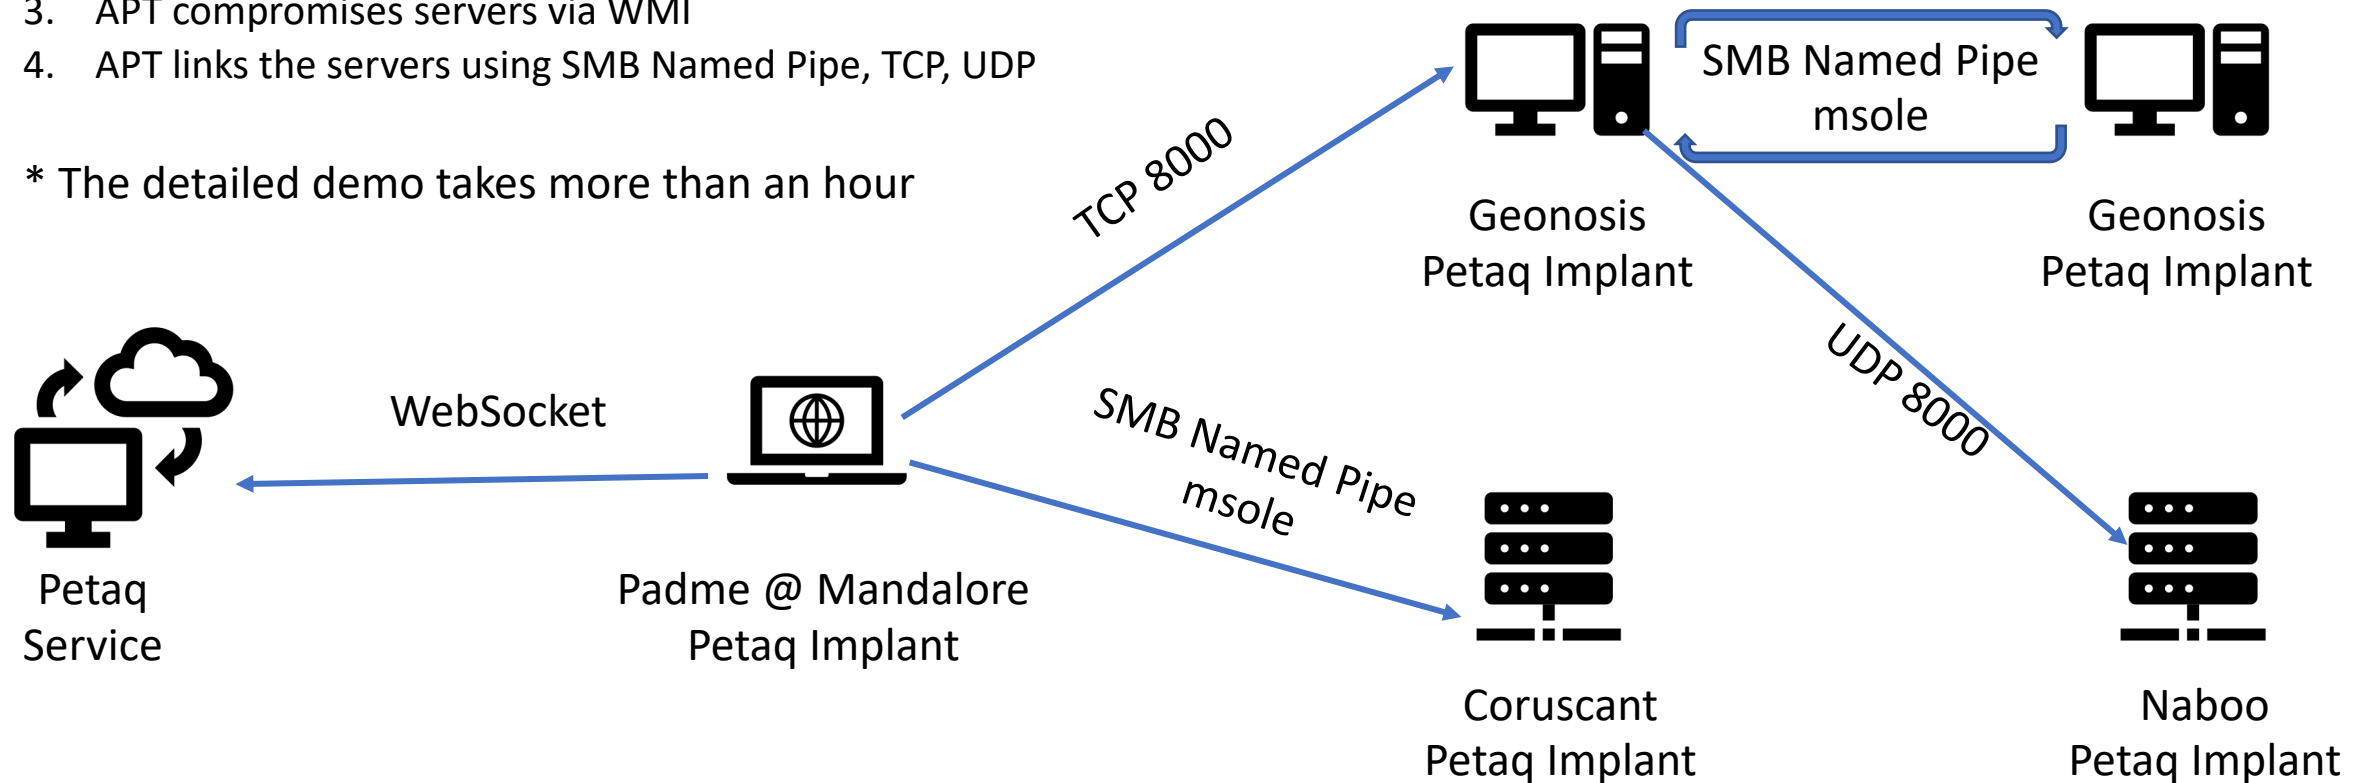 3. APT compromises servers via WMI
4. APT links the servers using SMB Named Pipe, TCP, UDP
* The detailed demo takes more than an hour
SMB Named Pipe
msole
TCP 8000
Geonosis
Petaq Implant
Geonosis
Petaq Implant
UDP 8000
WebSocket
SMB Named Pipe
msole
Petaq
Service
Padme @ Mandalore
Petaq Implant
Coruscant
Petaq Implant
Naboo
Petaq Implant